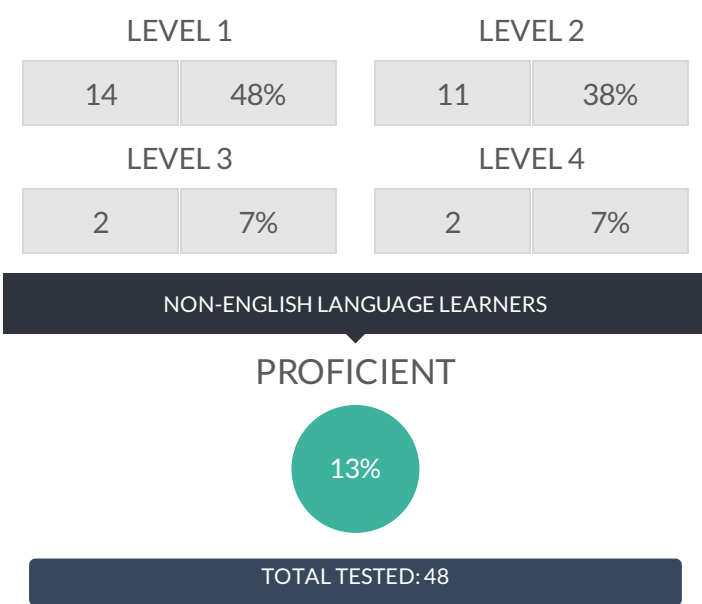 LEVEL 1 LEVEL 2
14 48% 11 38%
LEVEL 3 LEVEL 4
2 7% 2 7%
NON-ENGLISH LANGUAGE LEARNERS
PROFICIENT
13%
TOTAL TESTED: 48